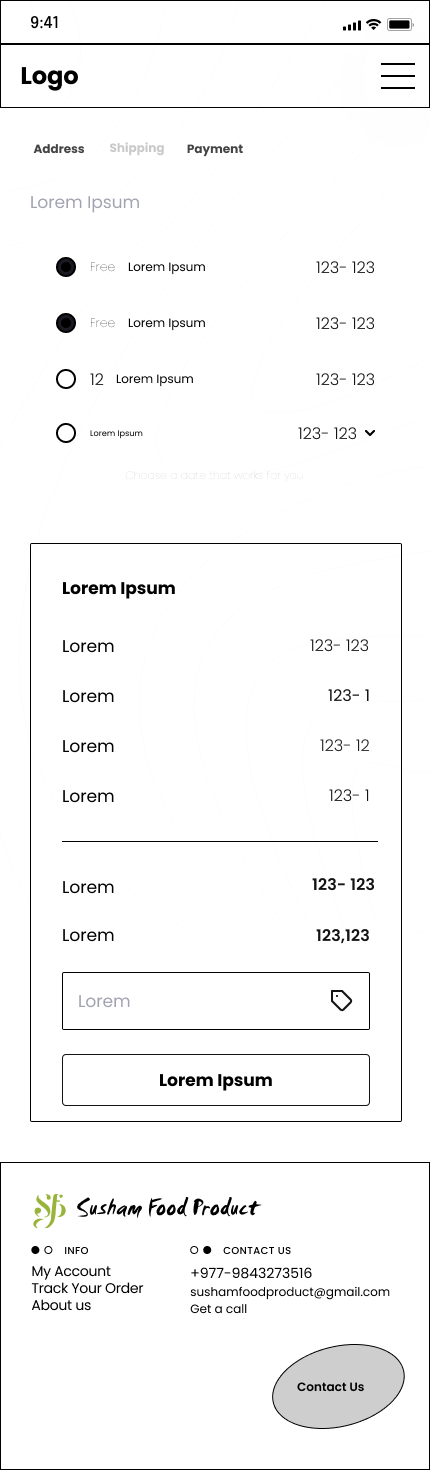 9:41
Logo
Address Shipping Payment
Lorem Ipsum
Free Lorem Ipsum 123- 123
Free Lorem Ipsum 123- 123
12 Lorem Ipsum 123- 123
Lorem Ipsum 123- 123
Choose a date that works for you
Lorem Ipsum
Lorem 123- 123
Lorem 123- 1
Lorem 123- 12
Lorem 123- 1
Lorem 123- 123
Lorem 123,123
Lorem
Lorem Ipsum
Susham Food Product
INFO CONTACT US
My Account +977-9843273516
Track Your Order sushamfoodproduct@gmail.com
About us Get a call
Contact Us